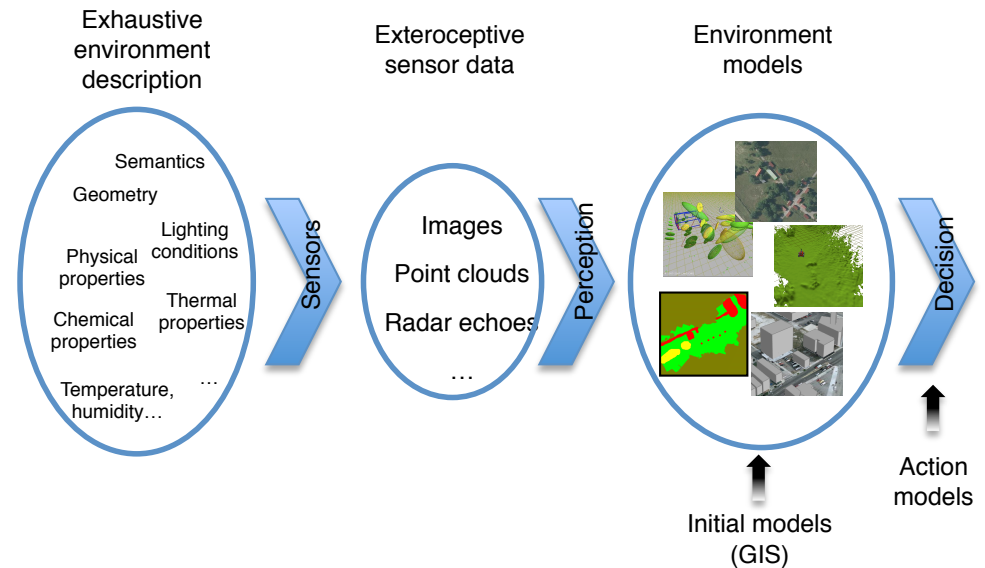 Exhaustive
environment
description
Exteroceptive
sensor data
Environment
models
Semantics
Geometry
Lighting
conditions
Physical
properties
Thermal
properties
Chemical
properties
…
Temperature,
humidity…
Sensors
Images
Point clouds
Radar echoes
…
Perception
Decision
Initial models
(GIS)
Action
models